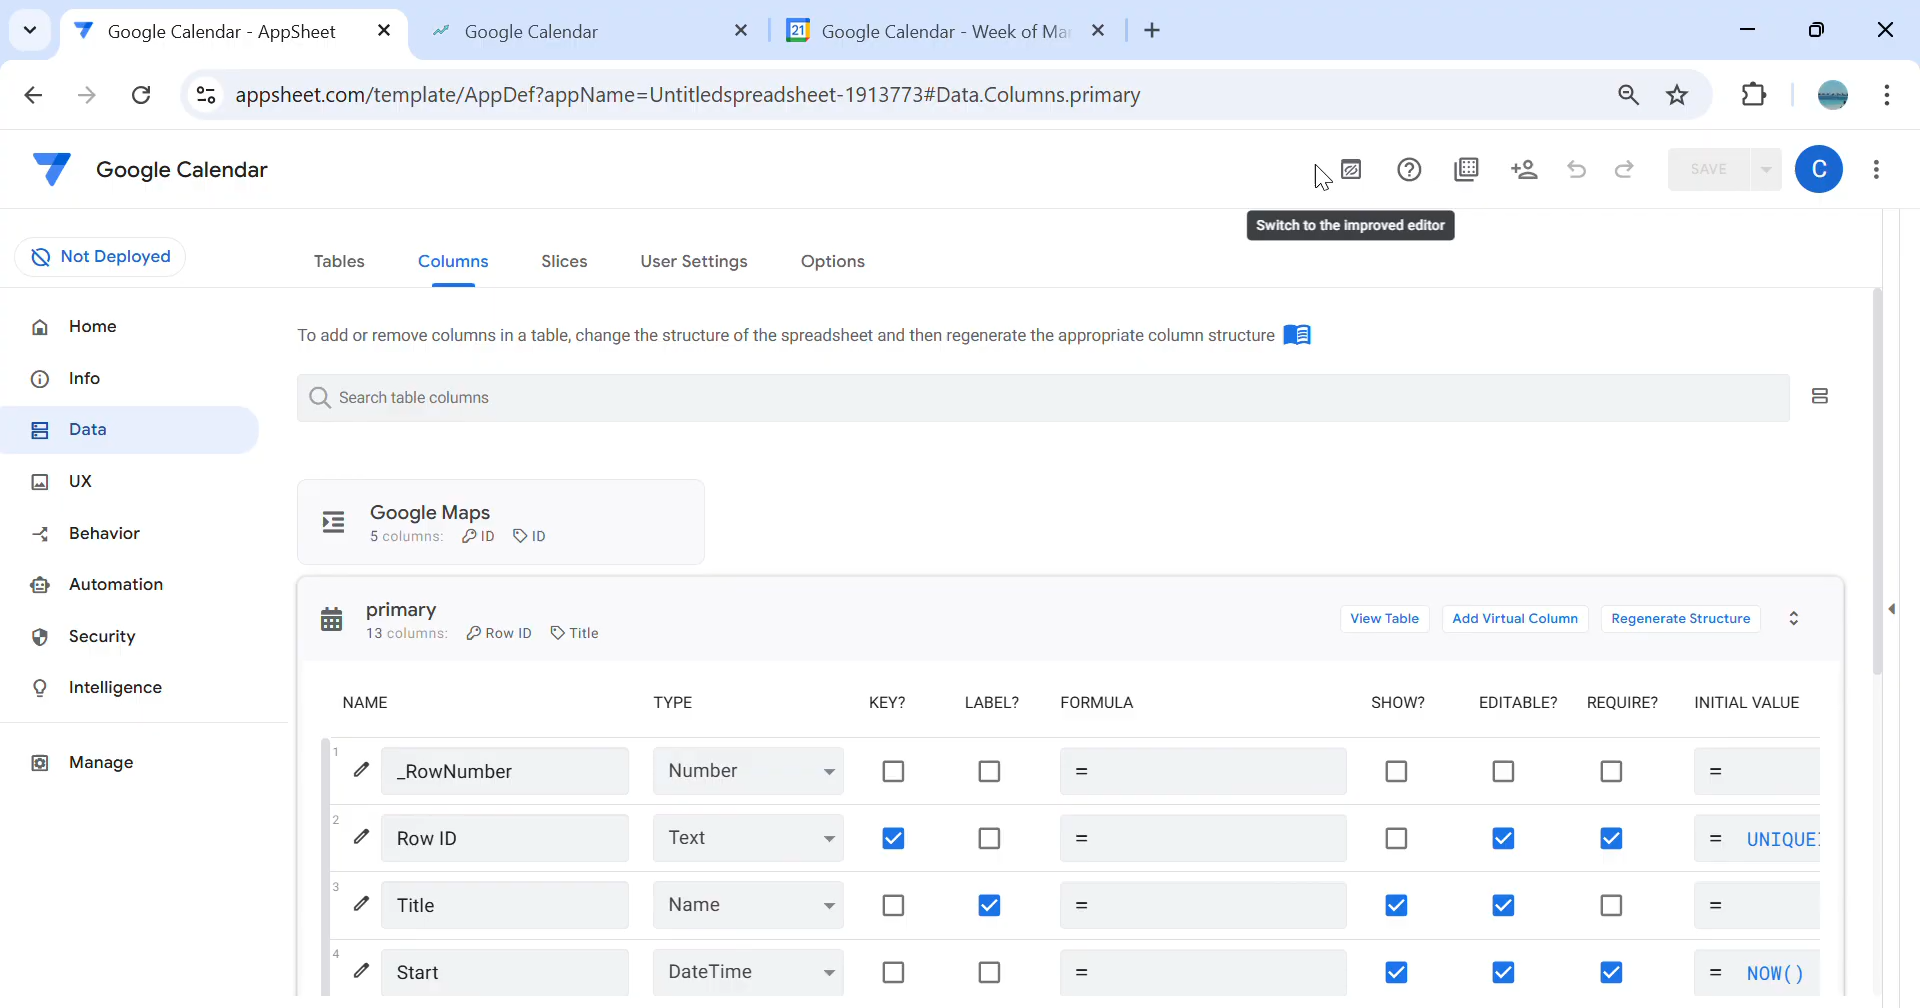 Google Calendar - AppSheet
Google Calendar
Google Calendar - Week of Ma
appsheet.com/template/AppDef?appName=Untitledspreadsheet-1913773#Data.Columns.primary
Google Calendar
SAVE
C
Switch to the improved editor
Not Deployed
Tables Columns Slices User Settings Options
Home
Info
Data
UX
Behavior
Automation
Security
Intelligence
Manage
To add or remove columns in a table, change the structure of the spreadsheet and then regenerate the appropriate column structure
Search table columns
Google Maps
5 columns: ID ID
primary
13 columns: Row ID Title
View Table Add Virtual Column Regenerate Structure
NAME TYPE KEY? LABEL? FORMULA SHOW? EDITABLE? REQUIRE? INITIAL VALUE
1 _RowNumber Number = =
2 Row ID Text = = UNIQUE
3 Title Name = =
4 Start DateTime = = NOW()